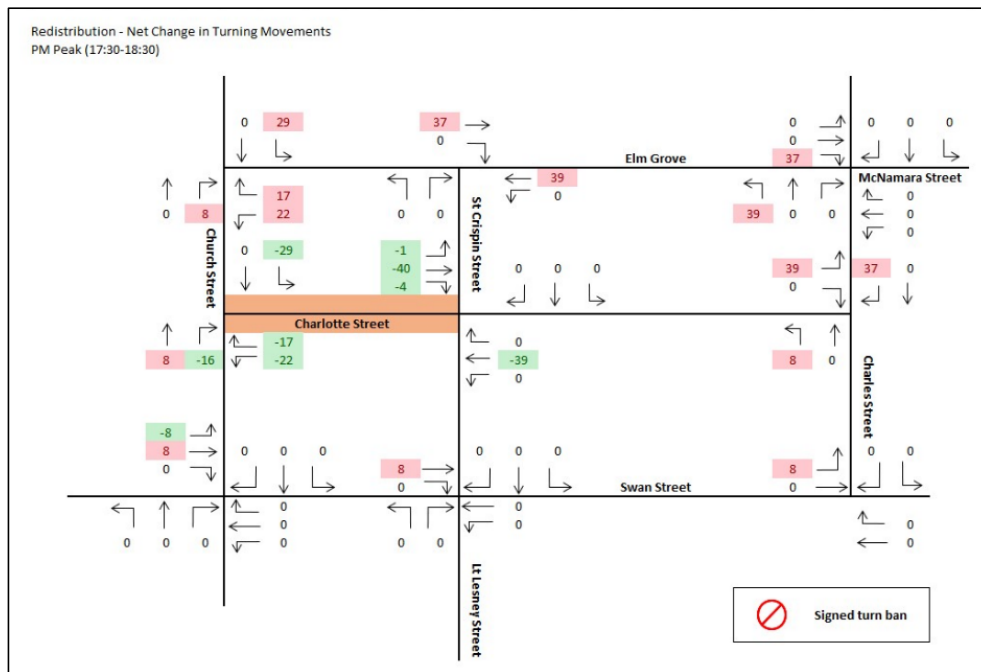 Redistribution - Net Change in Turning Movements
PM Peak (17:30-18:30)
0 29 37 0 0 0 0
0 0
Elm Grove 37
McNamara Street
17 39 0
0 8 22 0 0 0 39 0 0 0
0
Church Street
St Crispin Street
0 -29 -1
-40 0 0 0 39 37 0
-4 0
Charlotte Street
-17 0
8 -16 -22 -39 8 0
0
Charles Street
-8
8 0 0 0 0 0 0 0 0
0 8 8
0 Swan Street 0
0 0
0 0 0
0 0 0 0 0 0 0
Lt Lesney Street
Signed turn ban